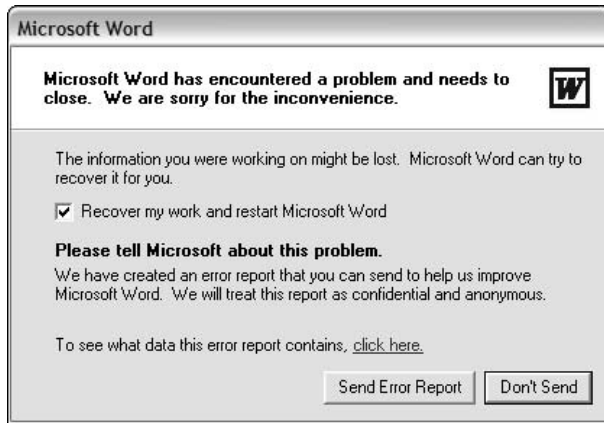 Microsoft Word
Microsoft Word has encountered a problem and needs to
close. We are sorry for the inconvenience.
W
The information you were working on might be lost. Microsoft Word can try to
recover it for you.
Recover my work and restart Microsoft Word
Please tell Microsoft about this problem.
We have created an error report that you can send to help us improve
Microsoft Word. We will treat this report as confidential and anonymous.
To see what data this error report contains, click here.
Send Error Report Don't Send